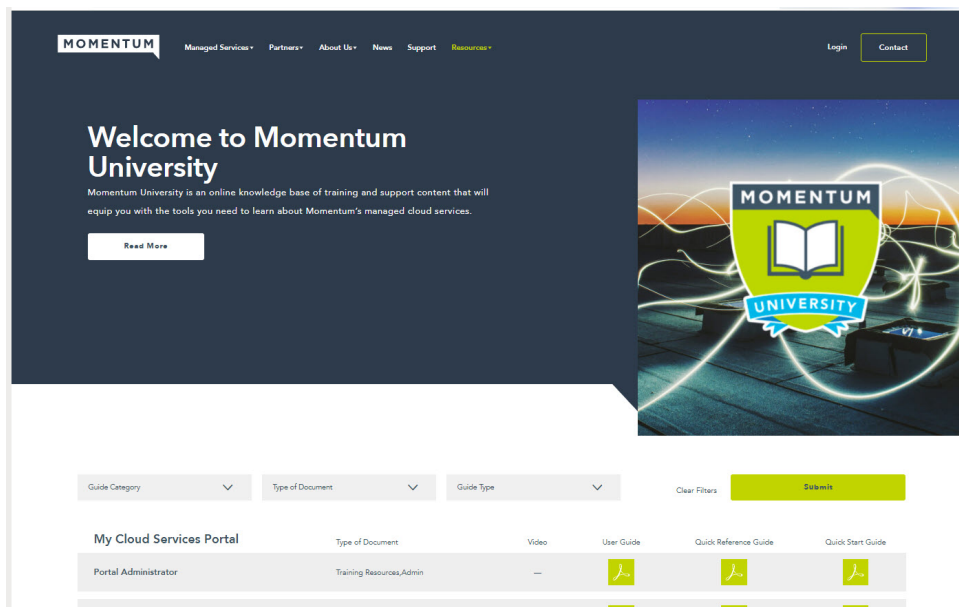 MOMENTUM
Managed Services Partners About Us News Support Resources
Login Contact
Welcome to Momentum
University
Momentum University is an online knowledge base of training and support content that will
equip you with the tools you need to learn about Momentum's managed cloud services.
Read More
MOMENTUM
UNIVERSITY
Guide Category Type of Document Guide Type Clear Filters Submit
My Cloud Services Portal Type of Document Video User Guide Quick Reference Guide Quick Start Guide
Portal Administrator Training Resources,Admin —